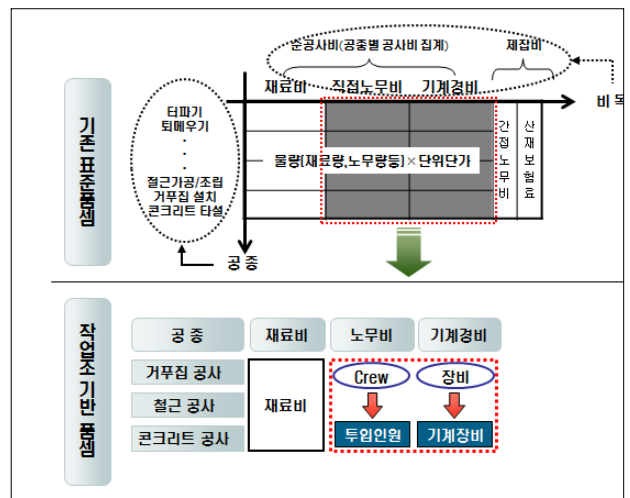 순공사비(공종별 공사비 집계)
제잡비
재료비 직접노무비 기계경비
비 목
기존 표준품셈
터파기
되메우기
철근가공/조립
거푸집 설치
콘크리트 타설
물량[재료량,노무량등]×단위단가
간접노무비
산재보험료
공 종
작업조 기반 품셈
공 종 재료비 노무비 기계경비
거푸집 공사
철근 공사
콘크리트 공사
재료비
Crew 장비
투입인원 기계장비